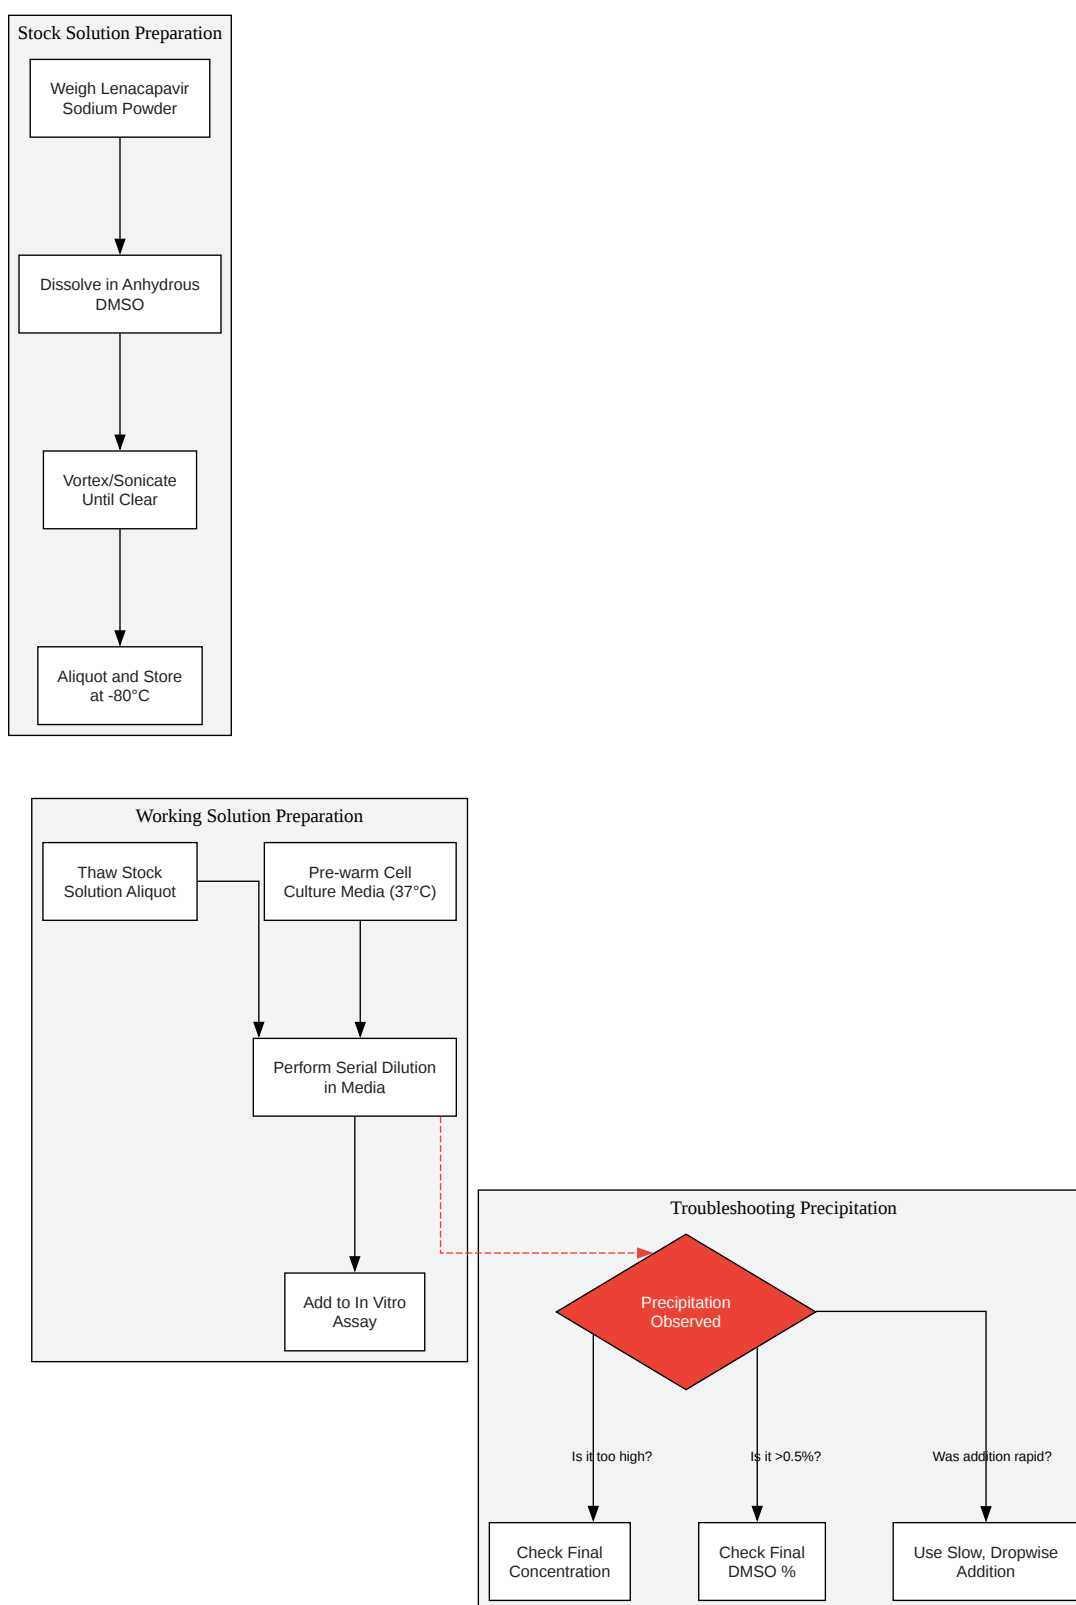 Stock Solution Preparation
Weigh Lenacapavir
Sodium Powder
Dissolve in Anhydrous
DMSO
Vortex/Sonicate
Until Clear
Aliquot and Store
at -80°C
Working Solution Preparation
Thaw Stock
Solution Aliquot
Pre-warm Cell
Culture Media (37°C)
Perform Serial Dilution
in Media
Add to In Vitro
Assay
Troubleshooting Precipitation
Precipitation
Observed
Is it too high?
Is it >0.5%?
Was addition rapid?
Check Final
Concentration
Check Final
DMSO %
Use Slow, Dropwise
Addition